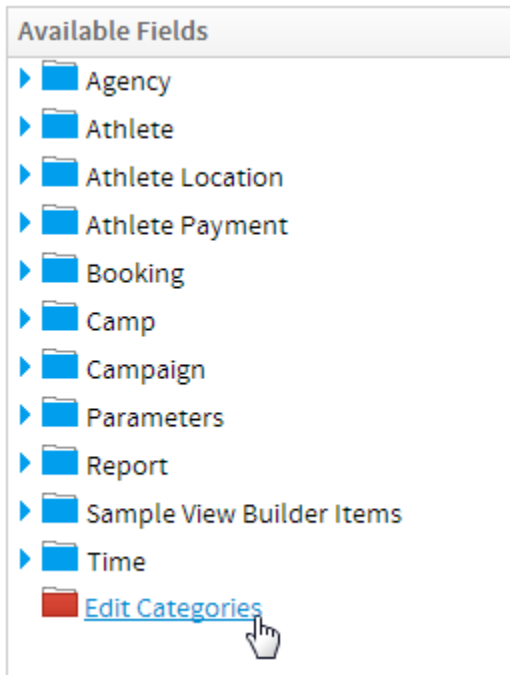 Available Fields
Agency
Athlete
Athlete Location
Athlete Payment
Booking
Camp
Campaign
Parameters
Report
Sample View Builder Items
Time
Edit Categories